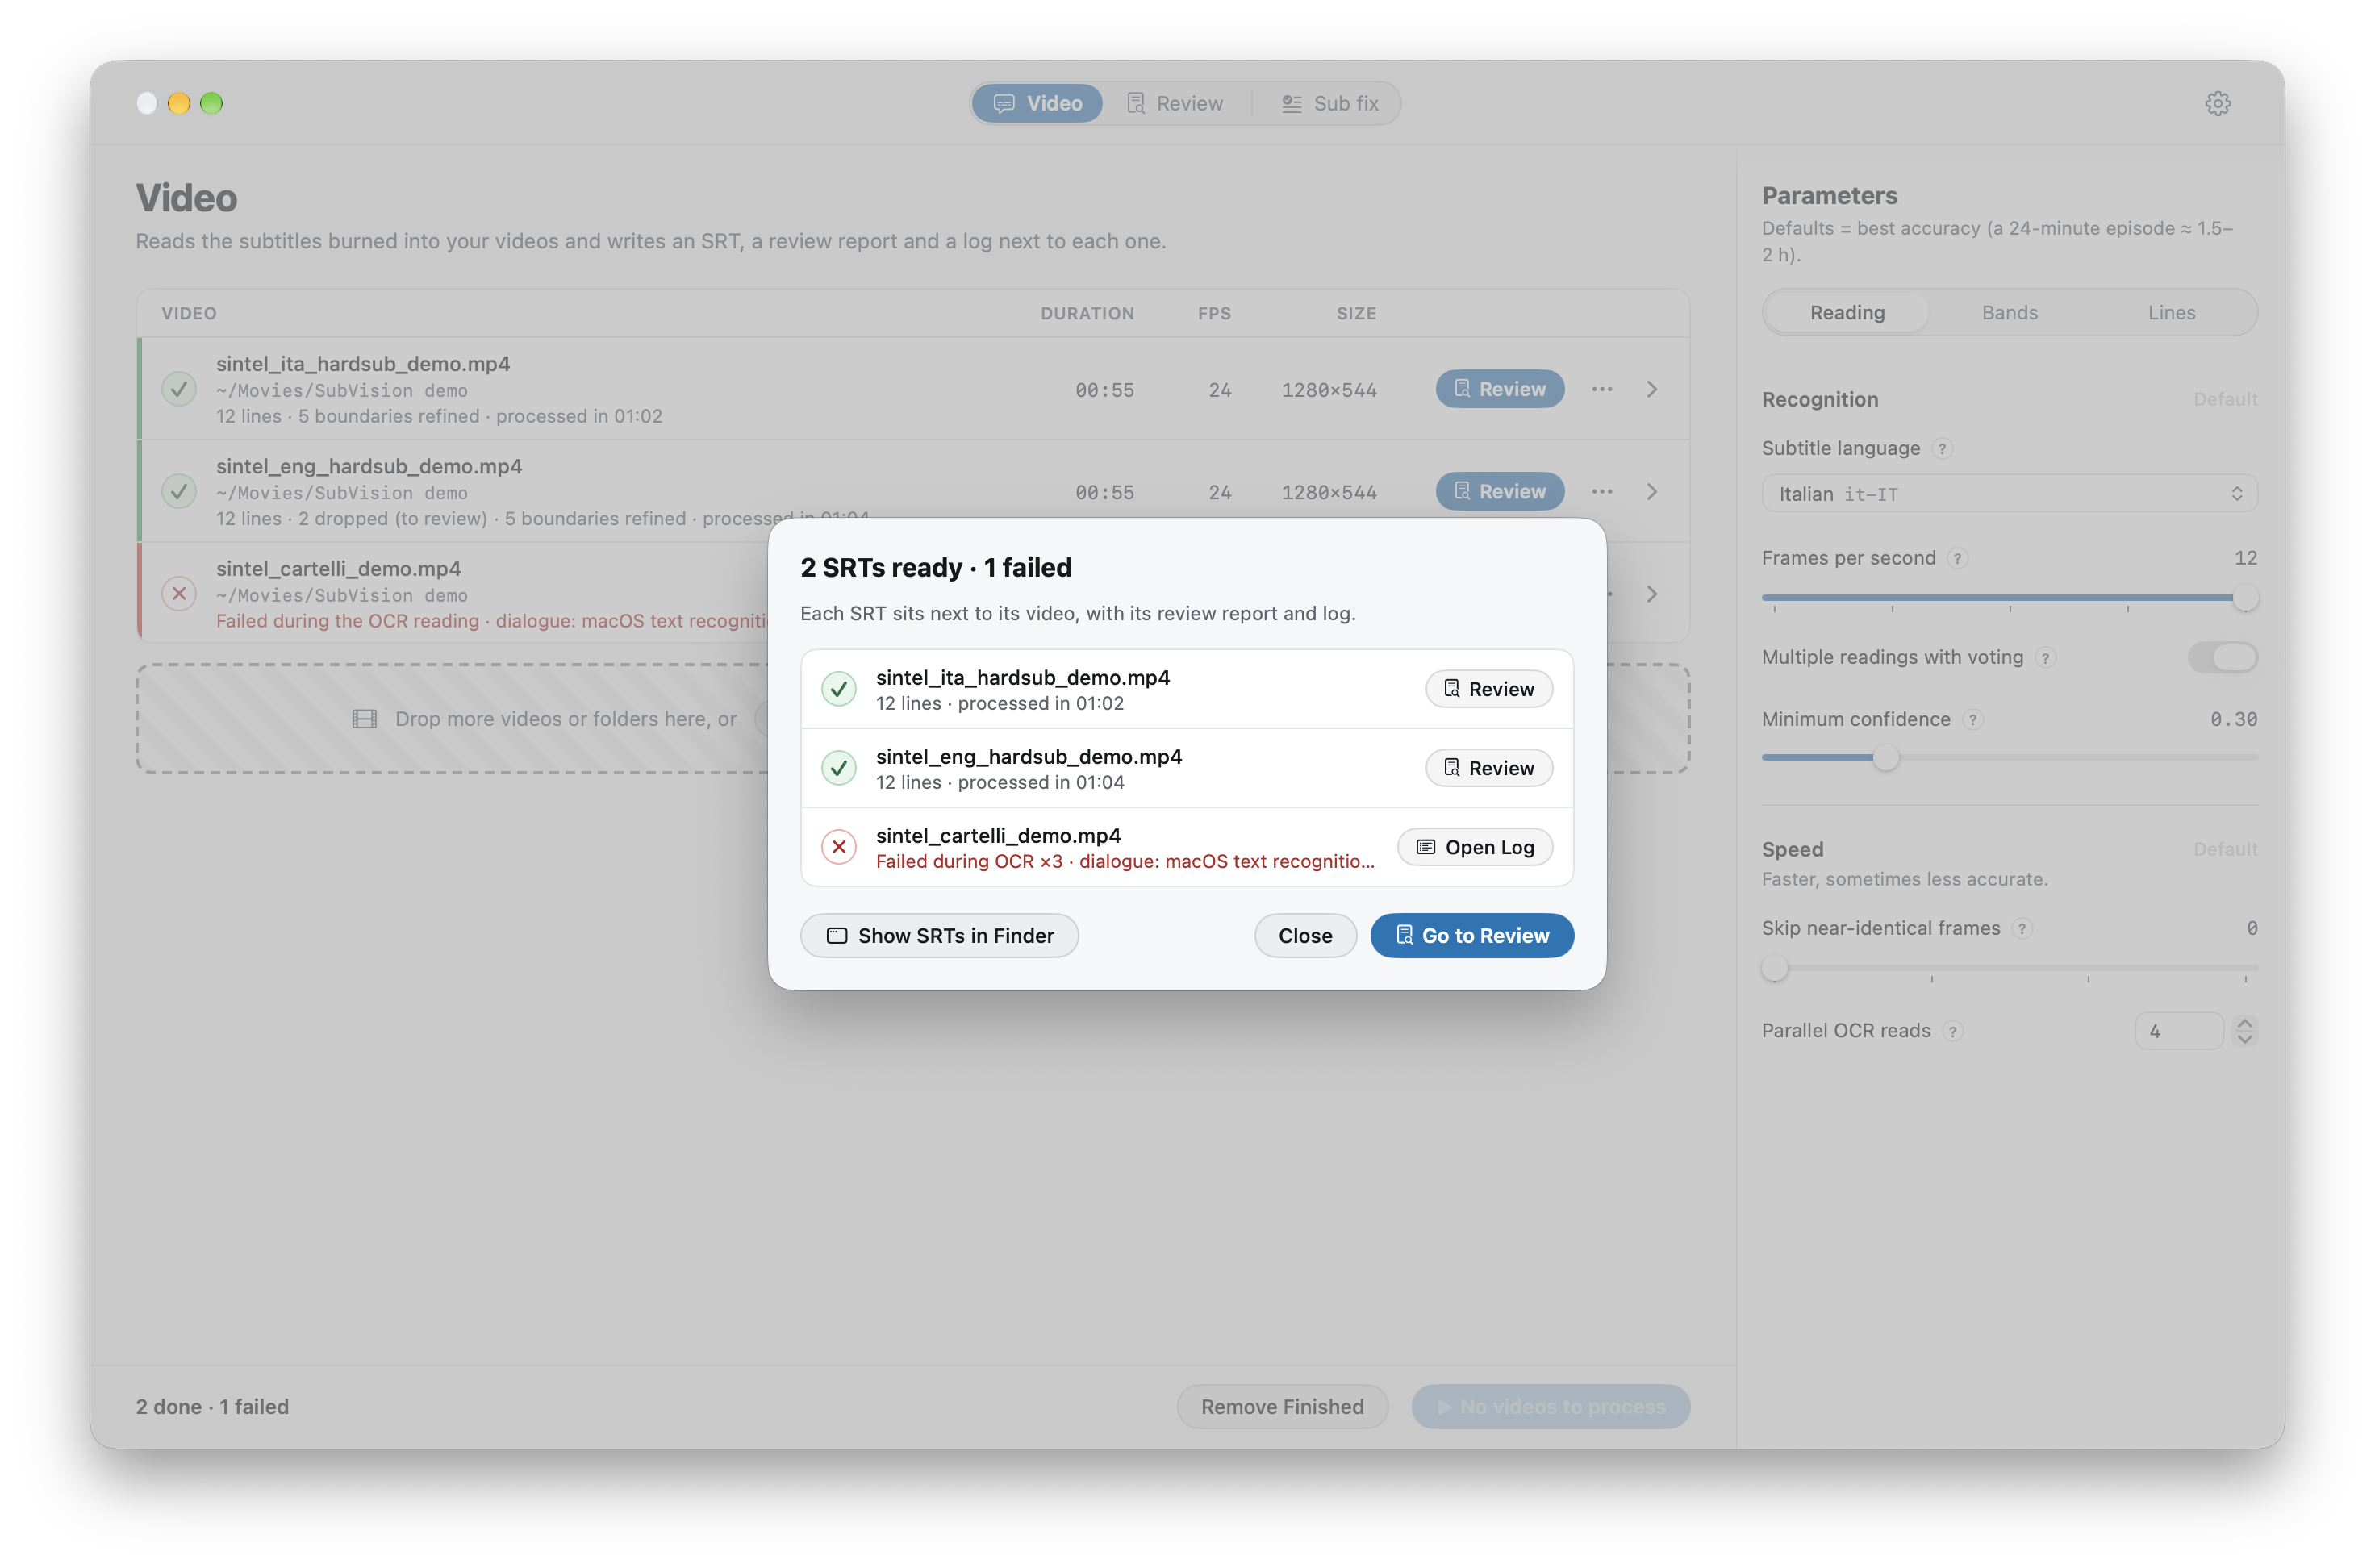 Video
Review
Sub fix
Video
Reads the subtitles burned into your videos and writes an SRT, a review report and a log next to each one.
VIDEO DURATION FPS SIZE
sintel_ita_hardsub_demo.mp4
~/Movies/SubVision demo
12 lines · 5 boundaries refined · processed in 01:02
00:55 24 1280×544 Review
sintel_eng_hardsub_demo.mp4
~/Movies/SubVision demo
12 lines · 2 dropped (to review) · 5 boundaries refined · processed in 01:04
00:55 24 1280×544 Review
sintel_cartelli_demo.mp4
~/Movies/SubVision demo
Failed during the OCR reading · dialogue: macOS text
Drop more videos or folders here, or
2 SRTs ready · 1 failed
Each SRT sits next to its video, with its review report and log.
sintel_ita_hardsub_demo.mp4
12 lines · processed in 01:02
Review
sintel_eng_hardsub_demo.mp4
12 lines · processed in 01:04
Review
sintel_cartelli_demo.mp4
Failed during OCR ×3 · dialogue: macOS text recognitio...
Open Log
Show SRTs in Finder
Close
Go to Review
2 done · 1 failed
Remove Finished
No videos to process
Parameters
Defaults = best accuracy (a 24-minute episode ≈ 1.5–
2 h).
Reading Bands Lines
Recognition Default
Subtitle language ?
Italian it-IT
Frames per second ? 12
Multiple readings with voting ?
Minimum confidence ? 0.30
Speed Default
Faster, sometimes less accurate.
Skip near-identical frames ? 0
Parallel OCR reads ? 4